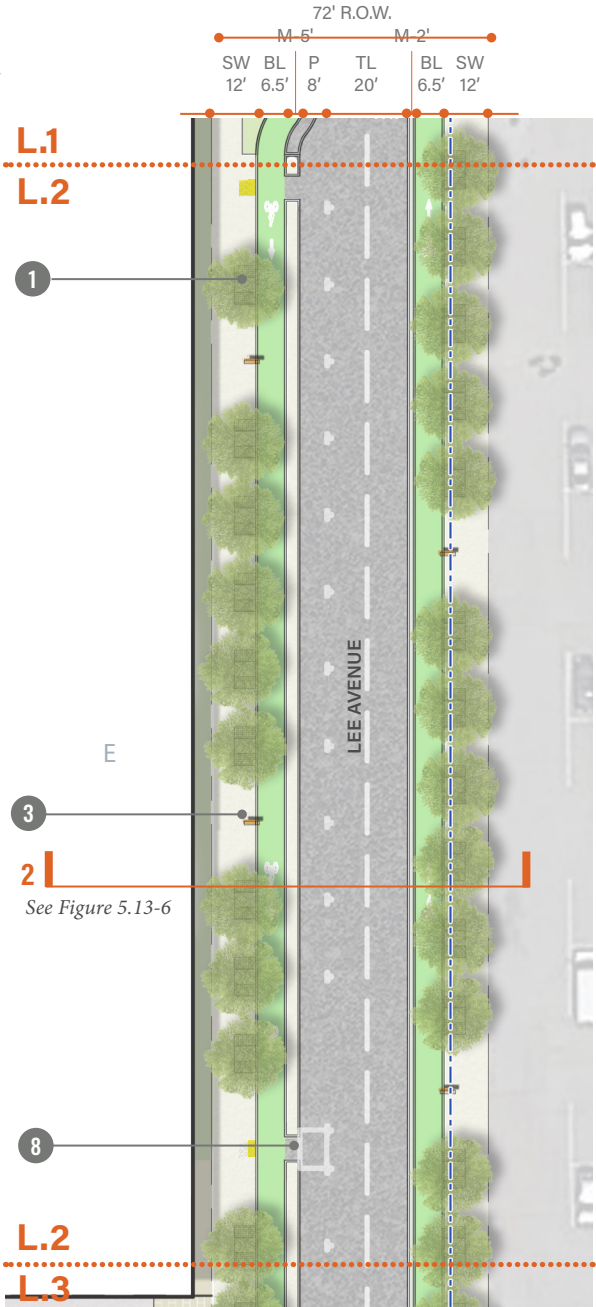 72' R.O.W.
M-5' M-2'
SW BL P TL BL SW
12' 6.5' 8' 20' 6.5' 12'
L.1
L.2
1
LEE AVENUE
E
3
2
See Figure 5.13-6
8
L.2
L.3